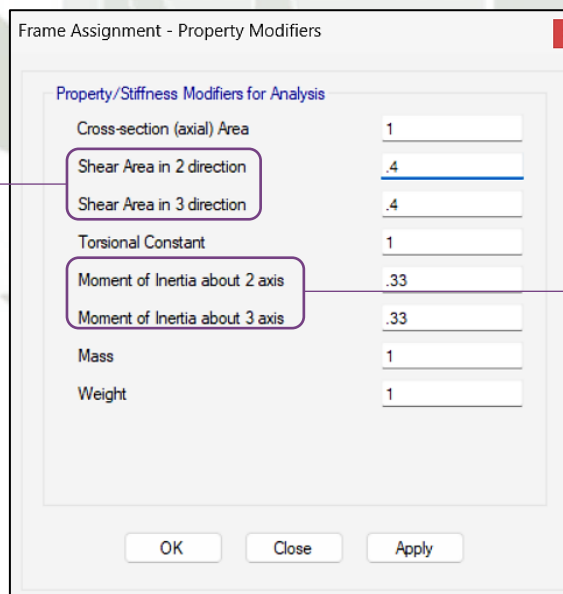 Frame Assignment - Property Modifiers
Property/Stiffness Modifiers for Analysis
Cross-section (axial) Area 1
Shear Area in 2 direction .4
Shear Area in 3 direction .4
Torsional Constant 1
Moment of Inertia about 2 axis .33
Moment of Inertia about 3 axis .33
Mass 1
Weight 1
OK Close Apply